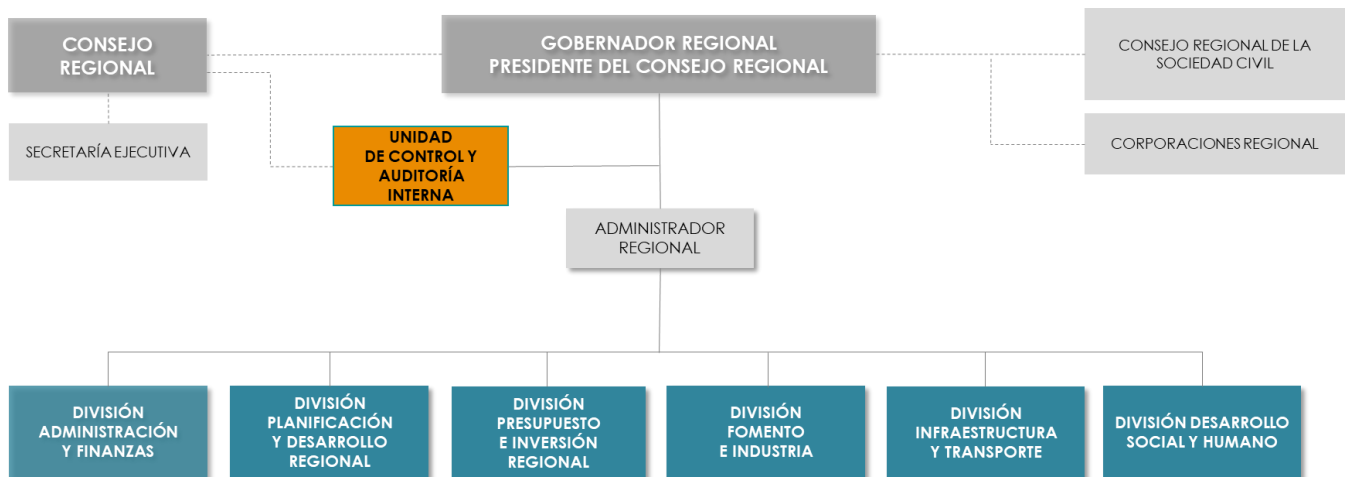 CONSEJO
REGIONAL
GOBERNADOR REGIONAL
PRESIDENTE DEL CONSEJO REGIONAL
CONSEJO REGIONAL DE LA
SOCIEDAD CIVIL
SECRETARÍA EJECUTIVA
UNIDAD
DE CONTROL Y
AUDITORÍA
INTERNA
CORPORACIONES REGIONAL
ADMINISTRADOR
REGIONAL
DIVISIÓN
ADMINISTRACIÓN
Y FINANZAS
DIVISIÓN
PLANIFICACIÓN
Y DESARROLLO
REGIONAL
DIVISIÓN
PRESUPUESTO
E INVERSIÓN
REGIONAL
DIVISIÓN
FOMENTO
E INDUSTRIA
DIVISIÓN
INFRAESTRUCTURA
Y TRANSPORTE
DIVISIÓN DESARROLLO
SOCIAL Y HUMANO